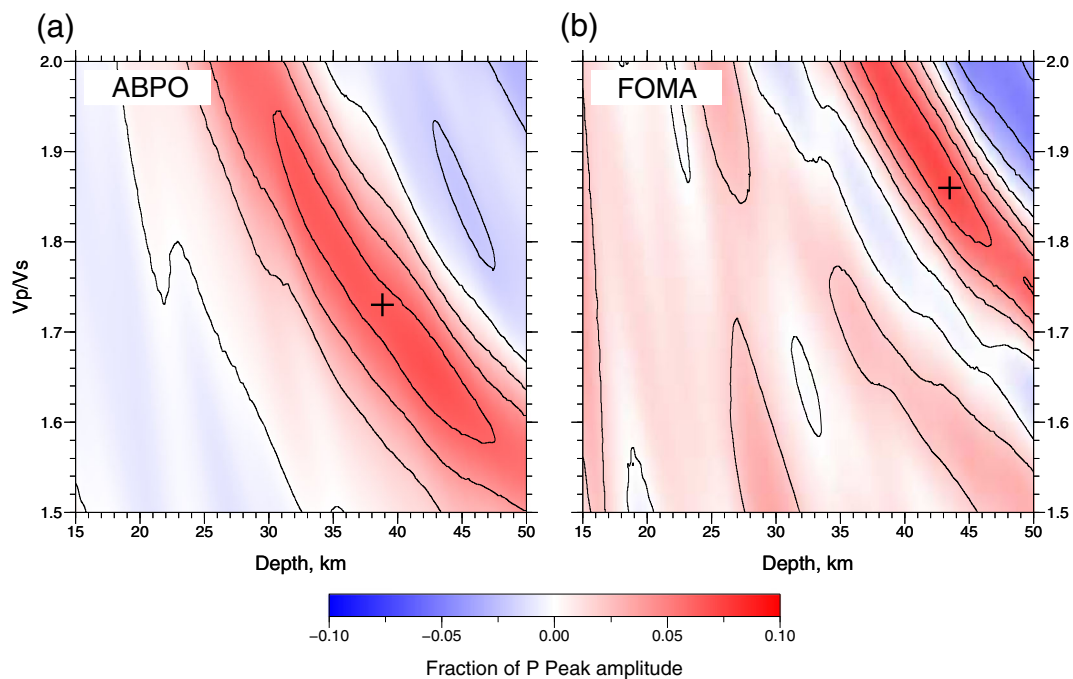 (a)
(b)
ABPO
FOMA
2.0
1.9
1.8
1.7
1.6
1.5
Vp/Vs
15 20 25 30 35 40 45 50
Depth, km
15 20 25 30 35 40 45 50
Depth, km
2.0
1.9
1.8
1.7
1.6
1.5
−0.10 −0.05 0.00 0.05 0.10
Fraction of P Peak amplitude